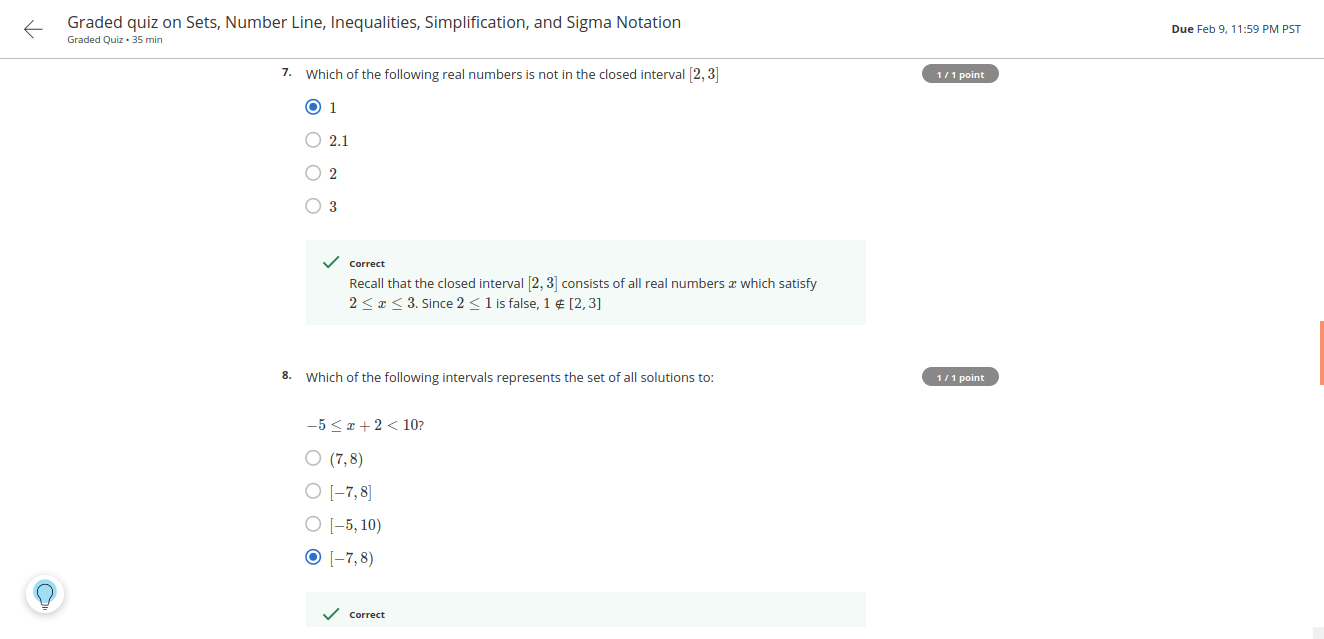 Graded quiz on Sets, Number Line, Inequalities, Simplification, and Sigma Notation
Graded Quiz • 35 min
Due Feb 9, 11:59 PM PST
7. Which of the following real numbers is not in the closed interval [2, 3]
1 / 1 point
1
2.1
2
3
Correct
Recall that the closed interval [2, 3] consists of all real numbers x which satisfy
2 ≤ x ≤ 3. Since 2 ≤ 1 is false, 1 ∉ [2, 3]
8. Which of the following intervals represents the set of all solutions to:
1 / 1 point
−5 ≤ x + 2 < 10?
(7, 8)
[−7, 8]
[−5, 10)
[−7, 8)
Correct